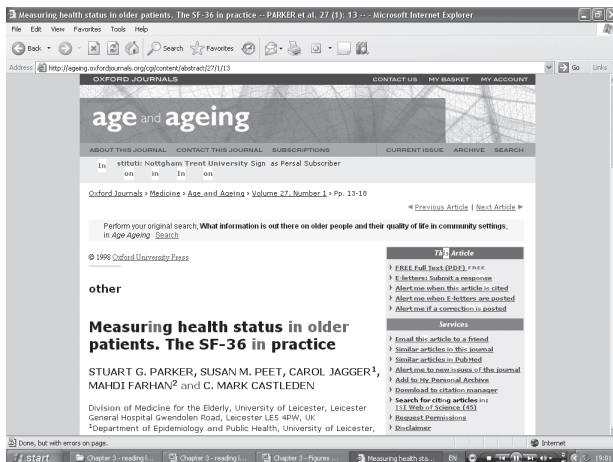 Measuring health status in older patients. The SF-36 in practice -- PARKER et al. 27 (1): 13 -- - Microsoft Internet Explorer
File Edit View Favorites Tools Help
Back Search Favorites
Address http://ageing.oxfordjournals.org/cgi/content/abstract/27/1/13 Go Links
OXFORD JOURNALS CONTACT US MY BASKET MY ACCOUNT
age and ageing
ABOUT THIS JOURNAL CONTACT THIS JOURNAL SUBSCRIPTIONS CURRENT ISSUE ARCHIVE SEARCH
In stituti: Nottgham Trent University Sign as Persal Subscriber
on in In on
Oxford Journals > Medicine > Age and Ageing > Volume 27, Number 1 > Pp. 13-18
Previous Article | Next Article
Perform your original search, What information is out there on older people and their quality of life in community settings,
in Age Ageing Search
© 1998 Oxford University Press
other
Measuring health status in older
patients. The SF-36 in practice
STUART G. PARKER, SUSAN M. PEET, CAROL JAGGER1,
MAHDI FARHAN2 and C. MARK CASTLEDEN
Division of Medicine for the Elderly, University of Leicester, Leicester
General Hospital Gwendolen Road, Leicester LE5 4PW, UK
1Department of Epidemiology and Public Health, University of Leicester,
This Article
FREE Full Text (PDF) FREE
E-letters: Submit a response
Alert me when this article is cited
Alert me when E-letters are posted
Alert me if a correction is posted
Services
Email this article to a friend
Similar articles in this journal
Similar articles in PubMed
Alert me to new issues of the journal
Add to My Personal Archive
Download to citation manager
Search for citing articles in:
ISI Web of Science (45)
Request Permissions
Disclaimer
Done, but with errors on page. Internet
start Chapter 3 - reading l... Chapter 3 - reading l... Chapter 3 - Figures ... Measuring health sta... EN 19:01